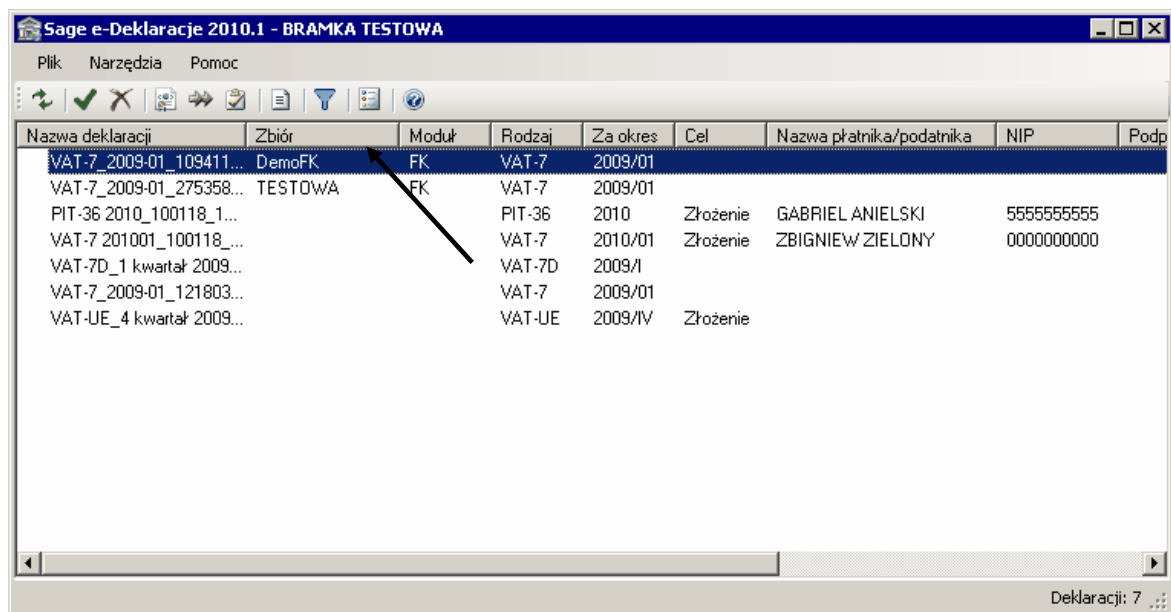 Sage e-Deklaracje 2010.1 - BRAMKA TESTOWA
Plik Narzędzia Pomoc
Nazwa deklaracji Zbiór Moduł Rodzaj Za okres Cel Nazwa płatnika/podatnika NIP Podp
VAT-7_2009-01_109411... DemoFK FK VAT-7 2009/01
VAT-7_2009-01_275358... TESTOWA FK VAT-7 2009/01
PIT-36 2010_100118_1... PIT-36 2010 Złożenie GABRIEL ANIELSKI 5555555555
VAT-7 201001_100118_... VAT-7 2010/01 Złożenie ZBIGNIEW ZIELONY 0000000000
VAT-7D_1 kwartał 2009... VAT-7D 2009/I
VAT-7_2009-01_121803... VAT-7 2009/01
VAT-UE_4 kwartał 2009... VAT-UE 2009/IV Złożenie
Deklaracji: 7